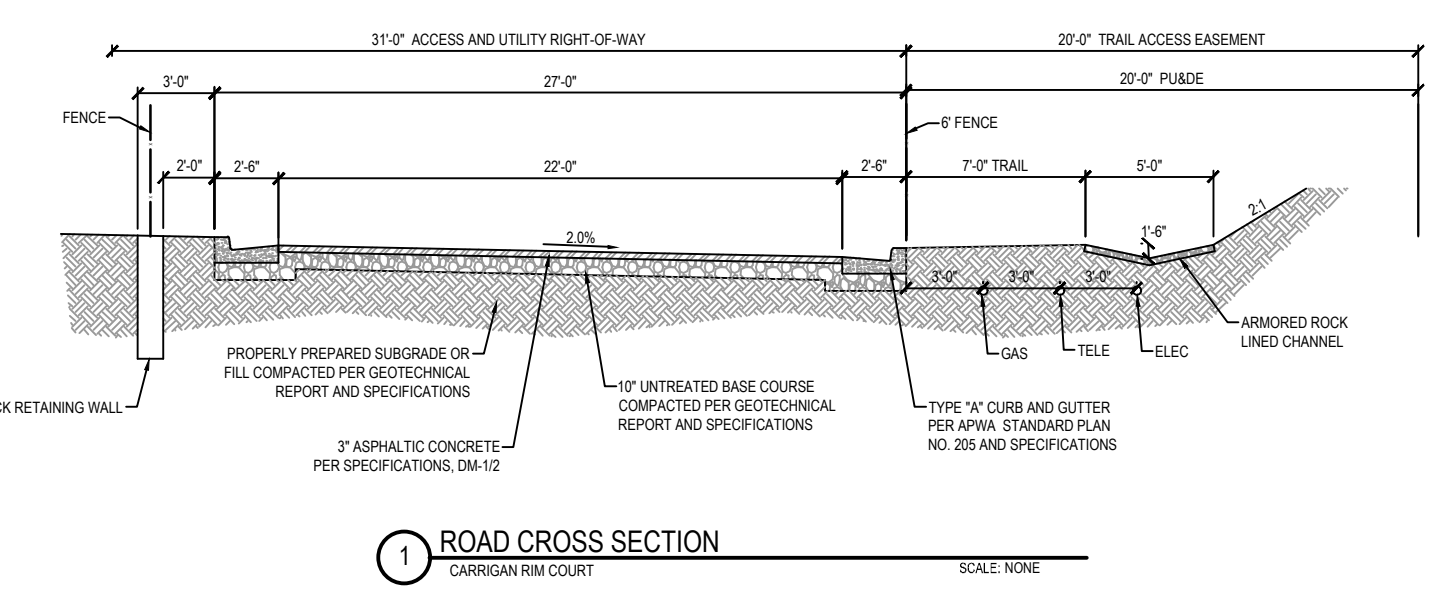 31'-0" ACCESS AND UTILITY RIGHT-OF-WAY
20'-0" TRAIL ACCESS EASEMENT
3'-0"
27'-0"
20'-0" PU&DE
FENCE
6' FENCE
2'-0"
2'-6"
22'-0"
2'-6"
7'-0" TRAIL
5'-0"
2:1
2.0%
1'-6"
3'-0"
3'-0"
3'-0"
PROPERLY PREPARED SUBGRADE OR
FILL COMPACTED PER GEOTECHNICAL
REPORT AND SPECIFICATIONS
GAS
TELE
ELEC
ARMORED ROCK
LINED CHANNEL
RETAINING WALL
3" ASPHALTIC CONCRETE
PER SPECIFICATIONS, DM-1/2
10" UNTREATED BASE COURSE
COMPACTED PER GEOTECHNICAL
REPORT AND SPECIFICATIONS
TYPE "A" CURB AND GUTTER
PER APWA STANDARD PLAN
NO. 205 AND SPECIFICATIONS
1
ROAD CROSS SECTION
CARRIGAN RIM COURT
SCALE: NONE